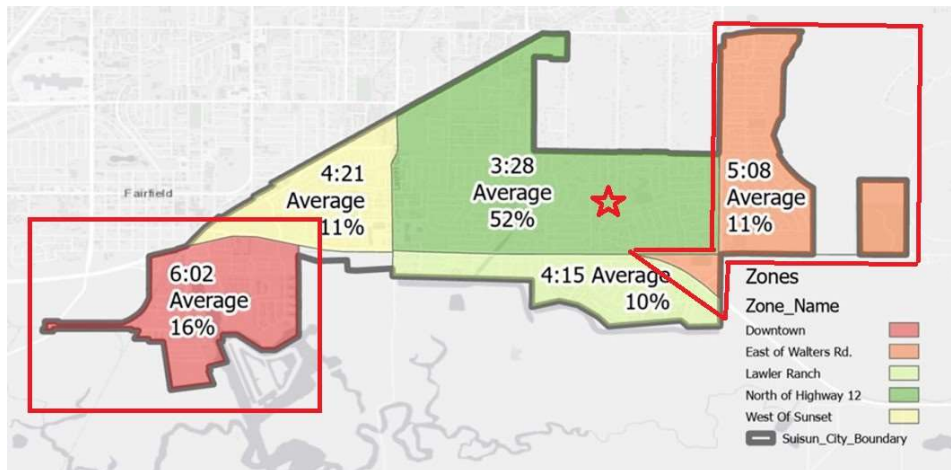 4:21
Average
11%
3:28
Average
52%
5:08
Average
11%
Fairfield
6:02
Average
16%
4:15 Average
10%
Zones
Zone_Name
Downtown
East of Walters Rd.
Lawler Ranch
North of Highway 12
West Of Sunset
Suisun_City_Boundary